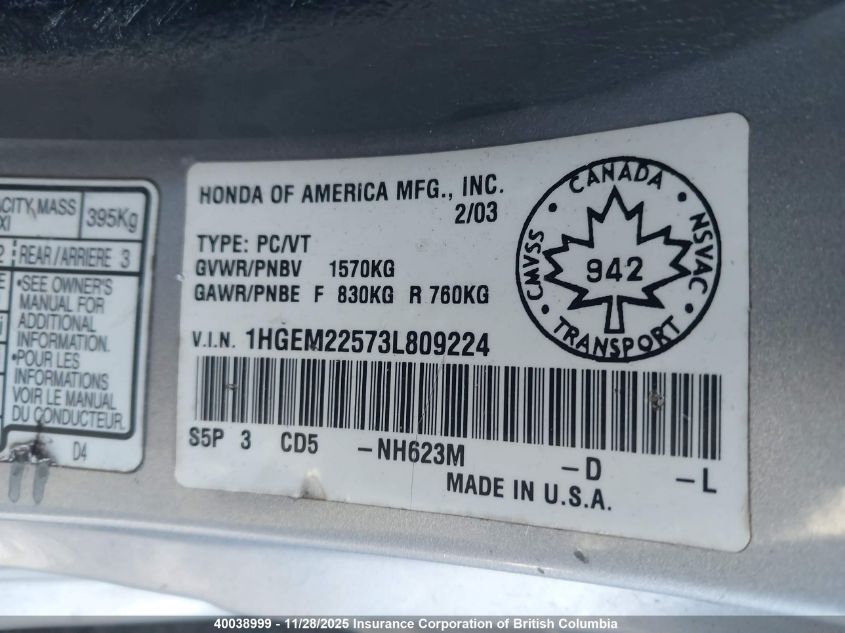 HONDA OF AMERICA MFG., INC.
2/03
TYPE: PC/VT
GVWR/PNBV 1570KG
GAWR/PNBE F 830KG R 760KG
V.I.N. 1HGEM22573L809224
S5P 3 CD5 -NH623M -D -L
MADE IN U.S.A.
CANADA
CMVSS
NSVAC
942
TRANSPORT
MASS
395Kg
REAR/ARRIERE 3
•SEE OWNER'S
MANUAL FOR
ADDITIONAL
INFORMATION
•POUR LES
INFORMATIONS
VOIR LE MANUAL
DU CONDUCTEUR.
D4
40038999 - 11/28/2025 Insurance Corporation of British Columbia